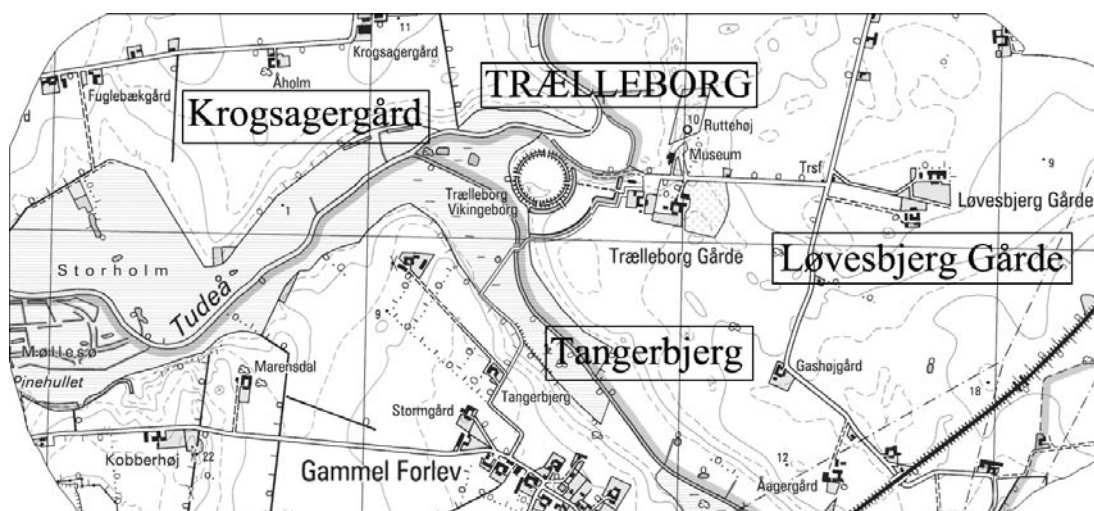 11
Krogsagergård
Åholm
Fuglebækgård
Krogsagergård
TRÆLLEBORG
10
Ruttehøj
Museum
Trsf
9
Løvesbjerg Gårde
Trælleborg
Vikingeborg
1
Trælleborg Gårde
Løvesbjerg Gårde
Storholm
Tudeå
9
Tangerbjerg
Møllesø
Pinehullet
Marensdal
Gashøjgård
18
Tangerbjerg
Stormgård
Kobberhøj
22
Gammel Forlev
12
Aagergård